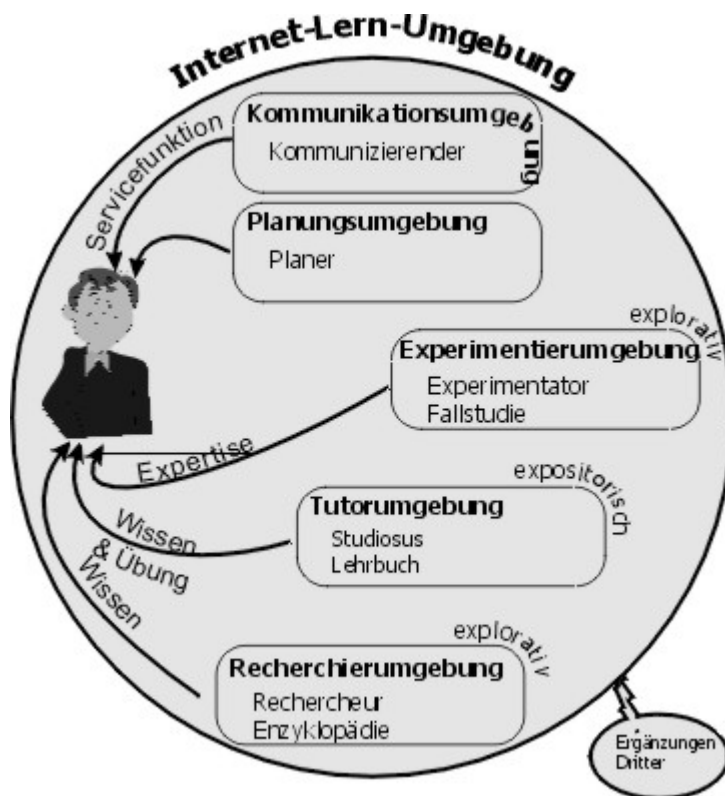 Internet-Lern-Umgebung
Servicefunktion
Kommunikationsumgebung
Kommunizierender
Planungsumgebung
Planer
explorativ
Experimentierumgebung
Experimentator
Fallstudie
Expertise
expositorisch
Tutorumgebung
Studiosus
Lehrbuch
Wissen
& Übung
Wissen
explorativ
Recherchierumgebung
Rechercheur
Enzyklopädie
Ergänzungen
Dritter